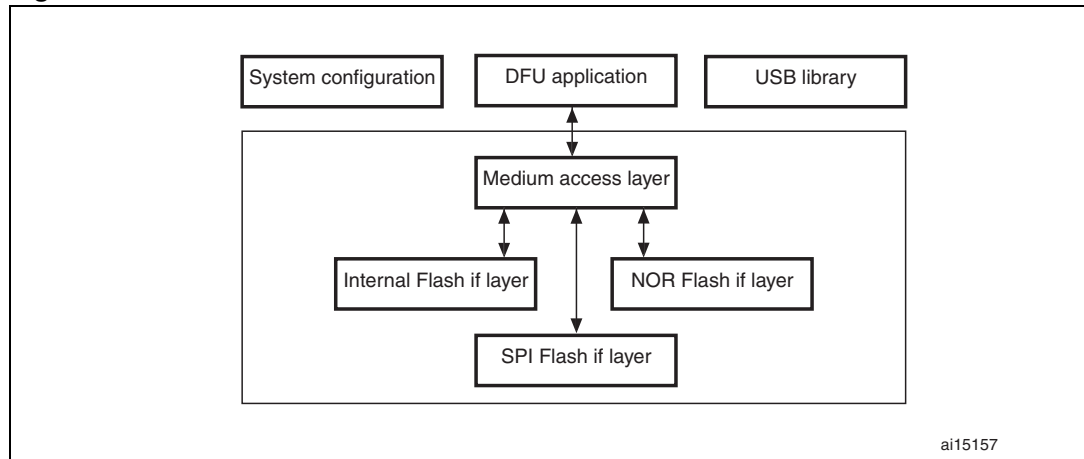 System configuration
DFU application
USB library
Medium access layer
Internal Flash if layer
NOR Flash if layer
SPI Flash if layer
ai15157